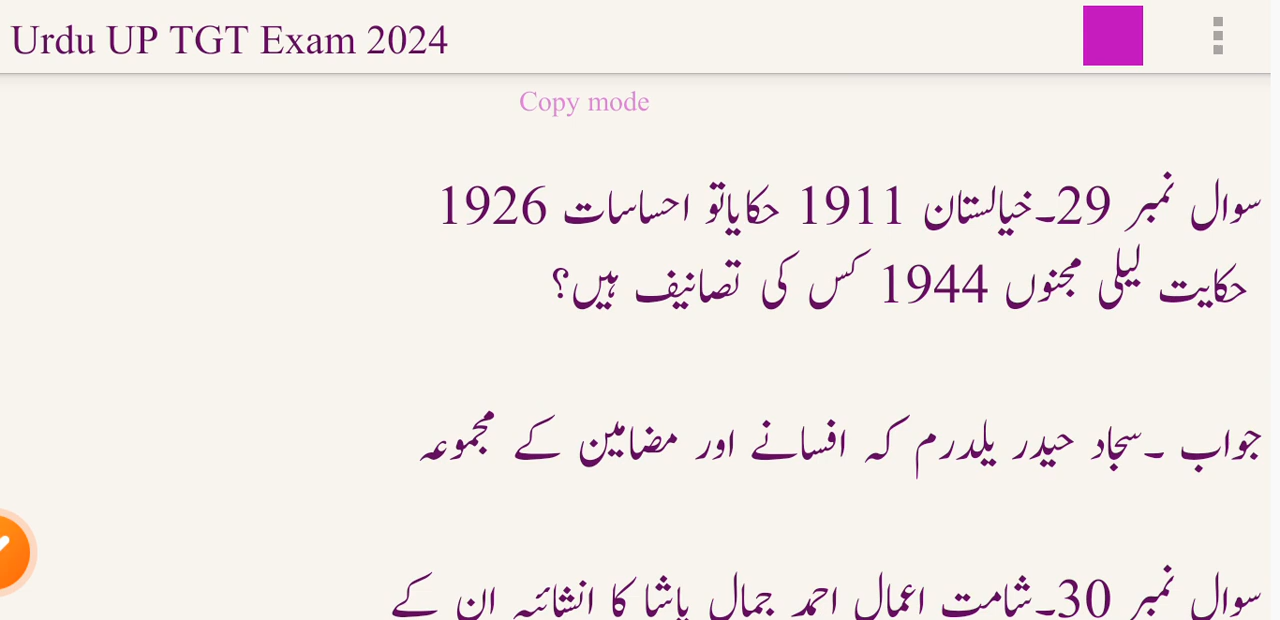 Urdu UP TGT Exam 2024
Copy mode
سوال نمبر 29۔خیالستان 1911 حکایاتو احساسات 1926
حکایت لیلی مجنوں 1944 کس کی تصانیف ہیں؟
جواب ۔سجاد حیدر یلدرم کہ افسانے اور مضامین کے مجموعہ
سوال نمبر 30۔شامت اعمال احمد جمال پاشا کا انشائیہ ان کے